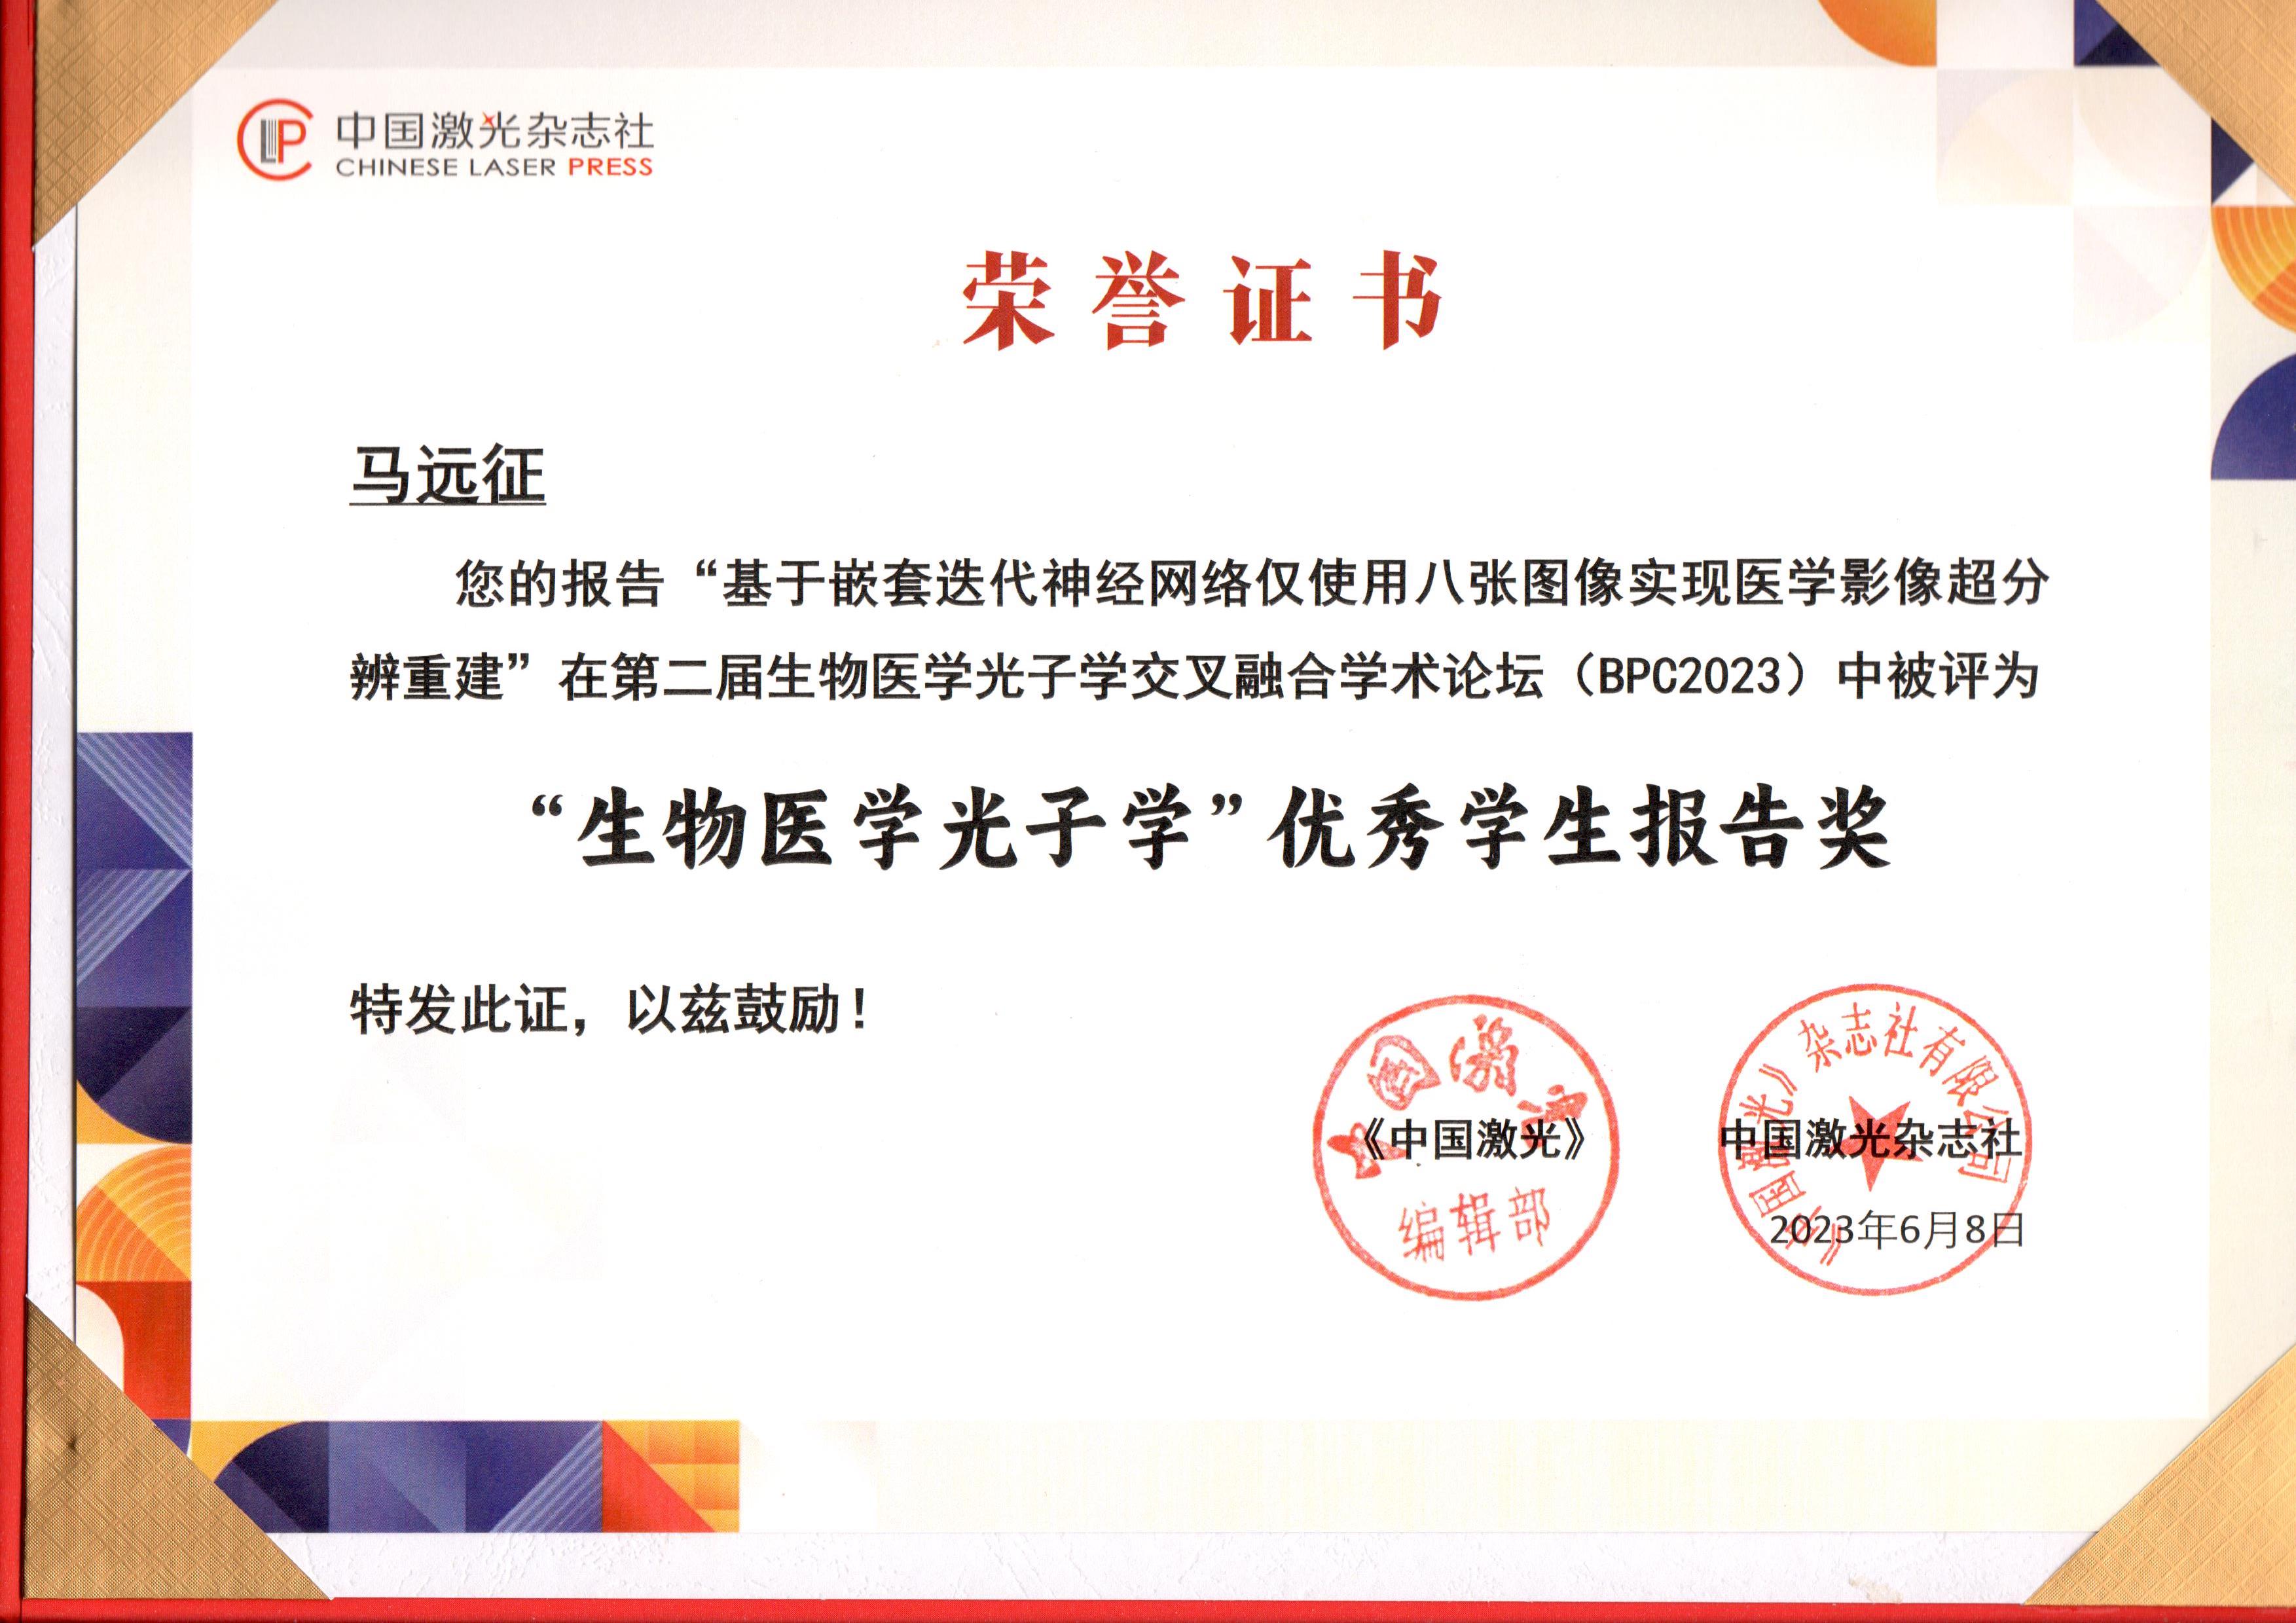 中国激光杂志社
CHINESE LASER PRESS
荣誉证书
马远征
您的报告“基于嵌套迭代神经网络仅使用八张图像实现医学影像超分
辨重建”在第二届生物医学光子学交叉融合学术论坛（BPC2023）中被评为
“生物医学光子学”优秀学生报告奖
特发此证，以兹鼓励！
中国激光
《中国激光》
编辑部
《中国激光》杂志社有限公司
中国激光杂志社
2023年6月8日